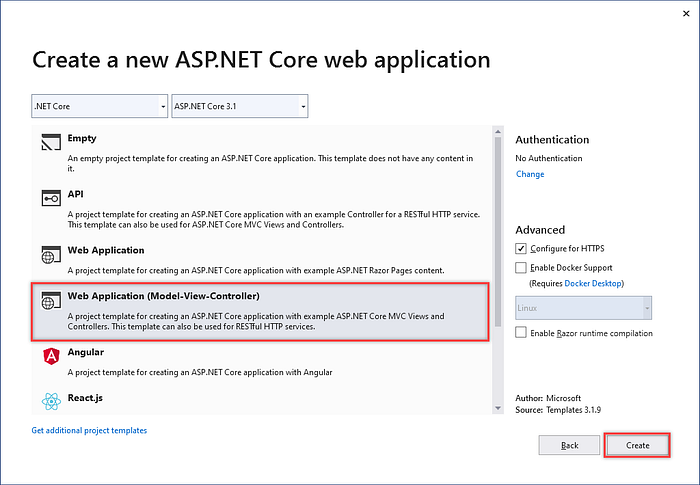 Create a new ASP.NET Core web application
.NET Core
ASP.NET Core 3.1
Empty
An empty project template for creating an ASP.NET Core application. This template does not have any content in
it.
API
A project template for creating an ASP.NET Core application with an example Controller for a RESTful HTTP service.
This template can also be used for ASP.NET Core MVC Views and Controllers.
Web Application
A project template for creating an ASP.NET Core application with example ASP.NET Razor Pages content.
Web Application (Model-View-Controller)
A project template for creating an ASP.NET Core application with example ASP.NET Core MVC Views and
Controllers. This template can also be used for RESTful HTTP services.
Angular
A project template for creating an ASP.NET Core application with Angular
React.js
Get additional project templates
Authentication
No Authentication
Change
Advanced
Configure for HTTPS
Enable Docker Support
(Requires Docker Desktop)
Linux
Enable Razor runtime compilation
Author: Microsoft
Source: Templates 3.1.9
Back
Create